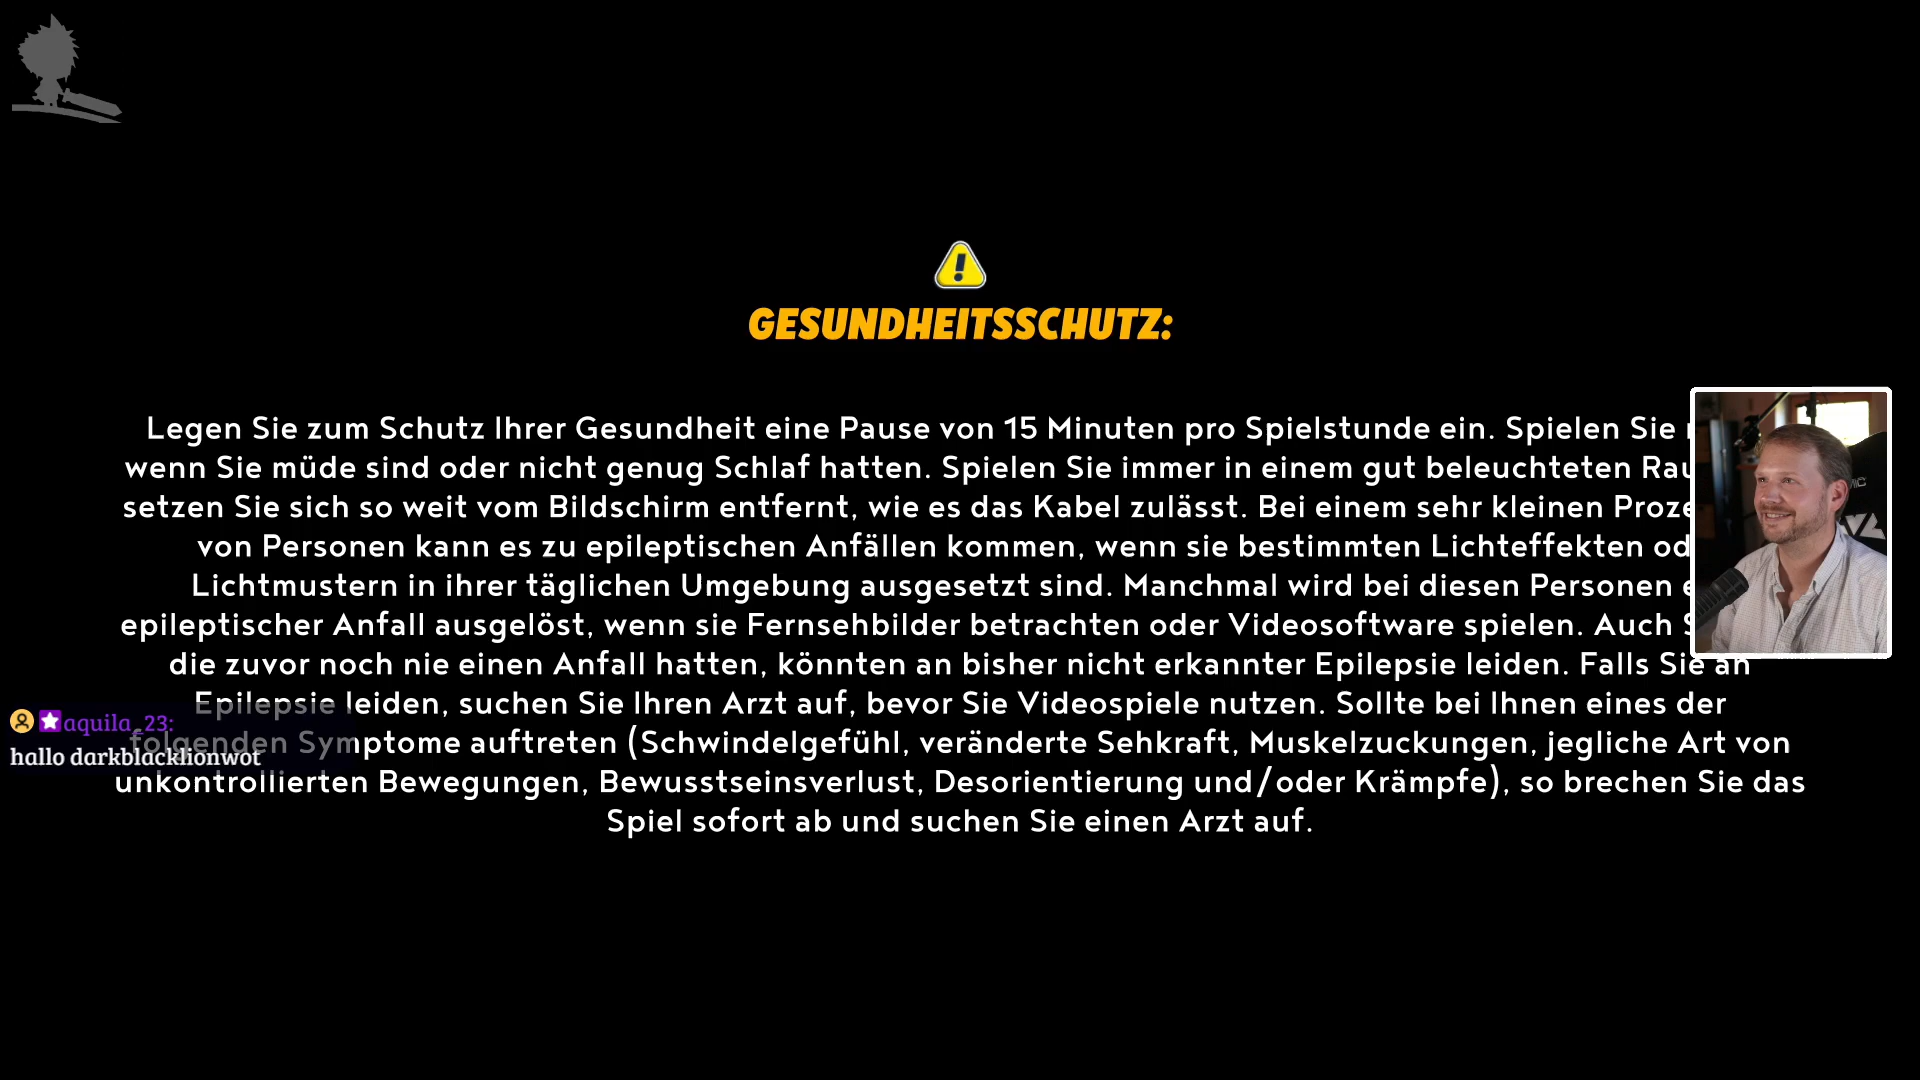 GESUNDHEITSSCHUTZ:
Legen Sie zum Schutz Ihrer Gesundheit eine Pause von 15 Minuten pro Spielstunde ein. Spielen Sie
wenn Sie müde sind oder nicht genug Schlaf hatten. Spielen Sie immer in einem gut beleuchteten
setzen Sie sich so weit vom Bildschirm entfernt, wie es das Kabel zulässt. Bei einem sehr kleinen
von Personen kann es zu epileptischen Anfällen kommen, wenn sie bestimmten Lichteffekten
Lichtmustern in ihrer täglichen Umgebung ausgesetzt sind. Manchmal wird bei diesen Personen
epileptischer Anfall ausgelöst, wenn sie Fernsehbilder betrachten oder Videosoftware spielen. Auch
die zuvor noch nie einen Anfall hatten, könnten an bisher nicht erkannter Epilepsie leiden. Falls Sie an
Epilepsie leiden, suchen Sie Ihren Arzt auf, bevor Sie Videospiele nutzen. Sollte bei Ihnen eines der
folgenden Symptome auftreten (Schwindelgefühl, veränderte Sehkraft, Muskelzuckungen, jegliche Art von
unkontrollierten Bewegungen, Bewusstseinsverlust, Desorientierung und/oder Krämpfe), so brechen Sie das
Spiel sofort ab und suchen Sie einen Arzt auf.
aquila_23:
hallo darkblacklionwot